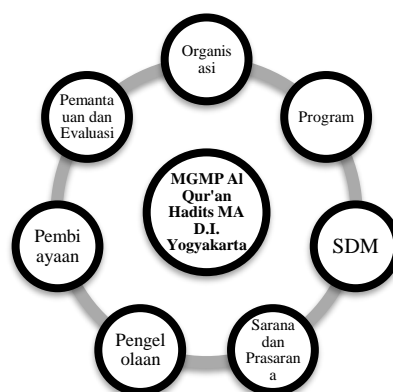 Organis
asi
Program
SDM
Sarana
dan
Prasaran
a
Pengel
olaan
Pembi
ayaan
Pemanta
uan dan
Evaluasi
MGMP Al
Qur'an
Hadits MA
D.I.
Yogyakarta